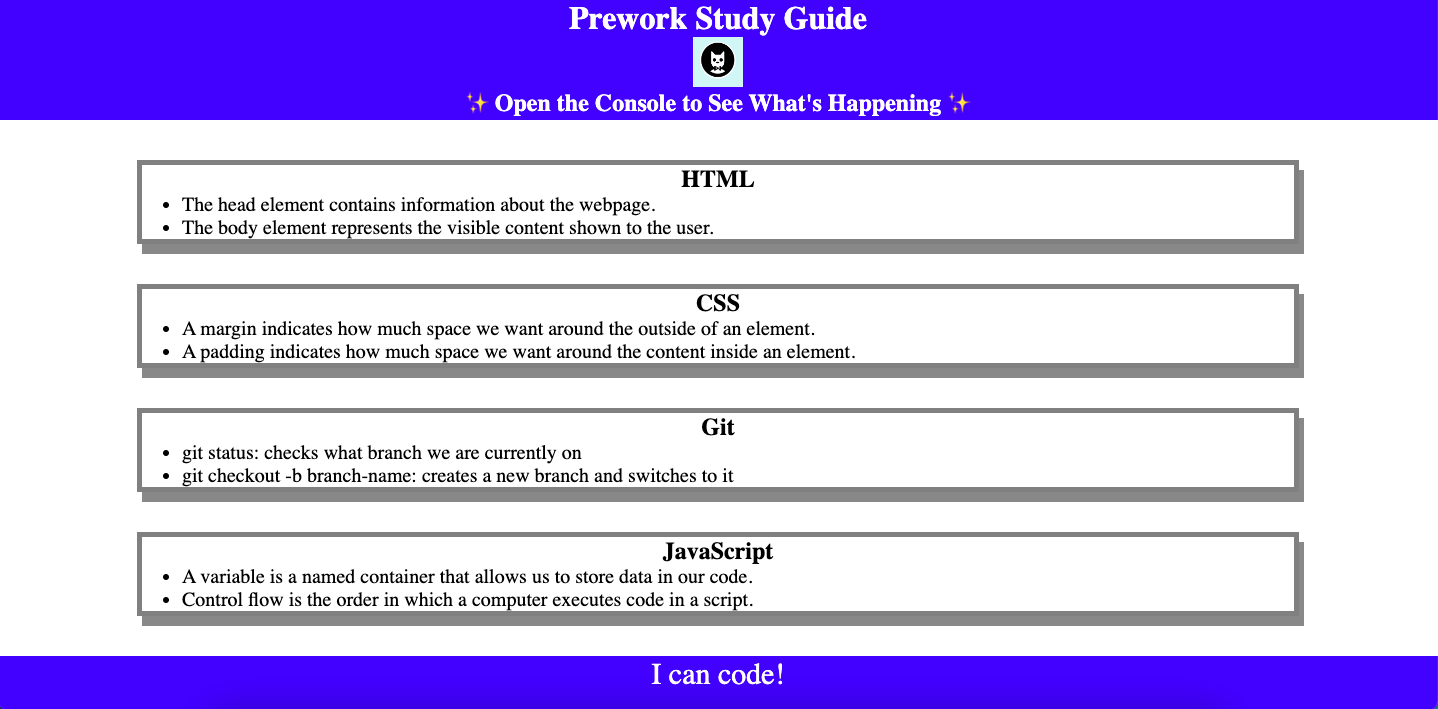 Prework Study Guide
✨ Open the Console to See What's Happening ✨
HTML
• The head element contains information about the webpage.
• The body element represents the visible content shown to the user.
CSS
• A margin indicates how much space we want around the outside of an element.
• A padding indicates how much space we want around the content inside an element.
Git
• git status: checks what branch we are currently on
• git checkout -b branch-name: creates a new branch and switches to it
JavaScript
• A variable is a named container that allows us to store data in our code.
• Control flow is the order in which a computer executes code in a script.
I can code!